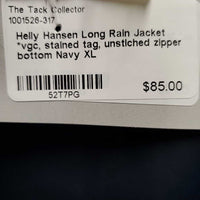 The Tack Collector
1001526-317
Helly Hansen Long Rain Jacket
*vgc, stained tag, unstiched zipper
bottom Navy XL
$85.00
52T7PG